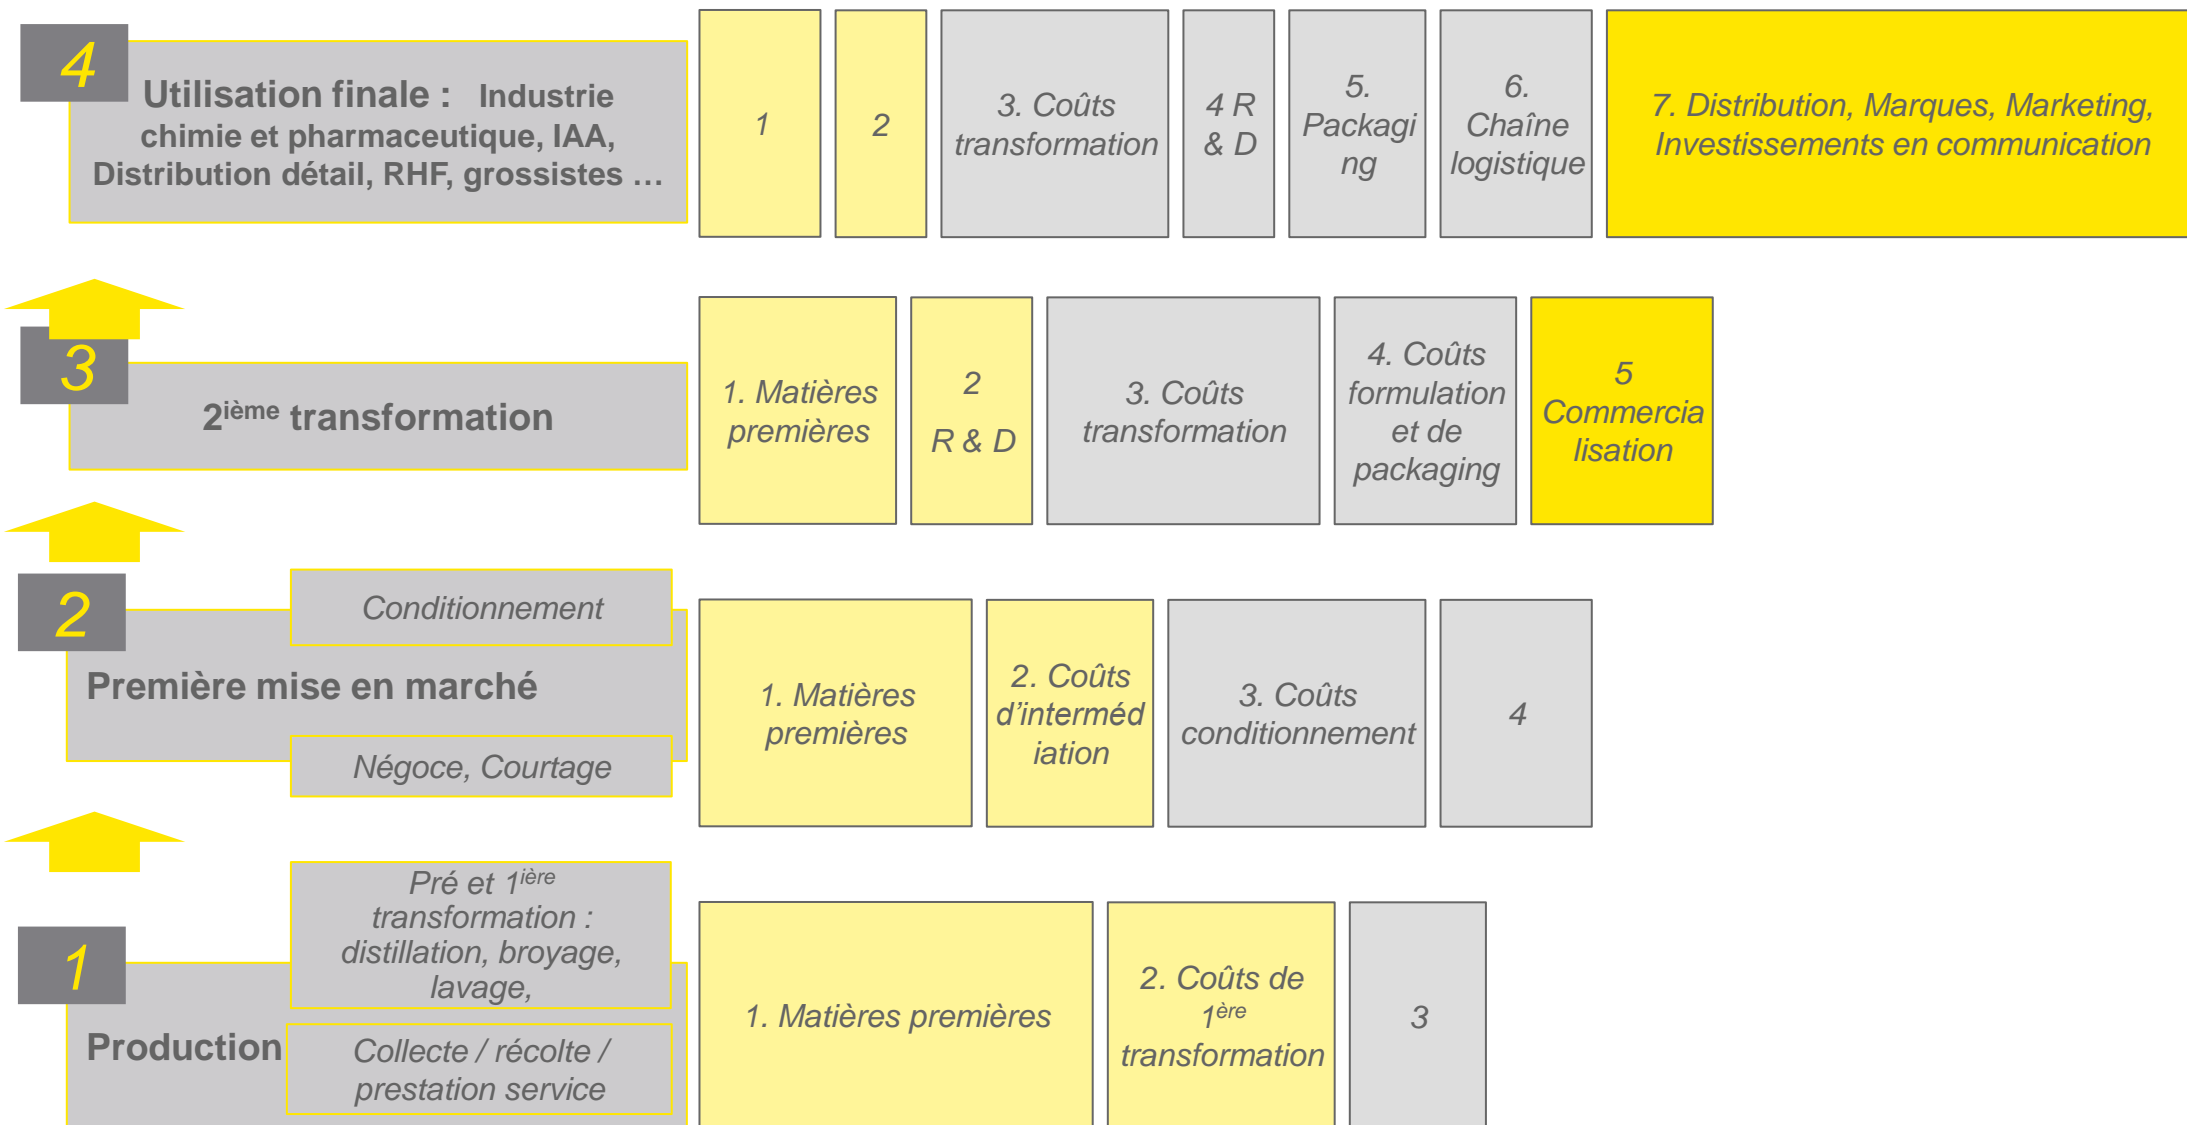 4
Utilisation finale : Industrie
chimie et pharmaceutique, IAA,
Distribution détail, RHF, grossistes …
1
2
3. Coûts
transformation
4 R
& D
5.
Packagi
ng
6.
Chaîne
logistique
7. Distribution, Marques, Marketing,
Investissements en communication
3
2ième transformation
1. Matières
premières
2
R & D
3. Coûts
transformation
4. Coûts
formulation
et de
packaging
5
Commercia
lisation
2
Conditionnement
Première mise en marché
Négoce, Courtage
1. Matières
premières
2. Coûts
d’interméd
iation
3. Coûts
conditionnement
4
1
Pré et 1ière
transformation :
distillation, broyage,
lavage,
Production
Collecte / récolte /
prestation service
1. Matières premières
2. Coûts de
1ère
transformation
3